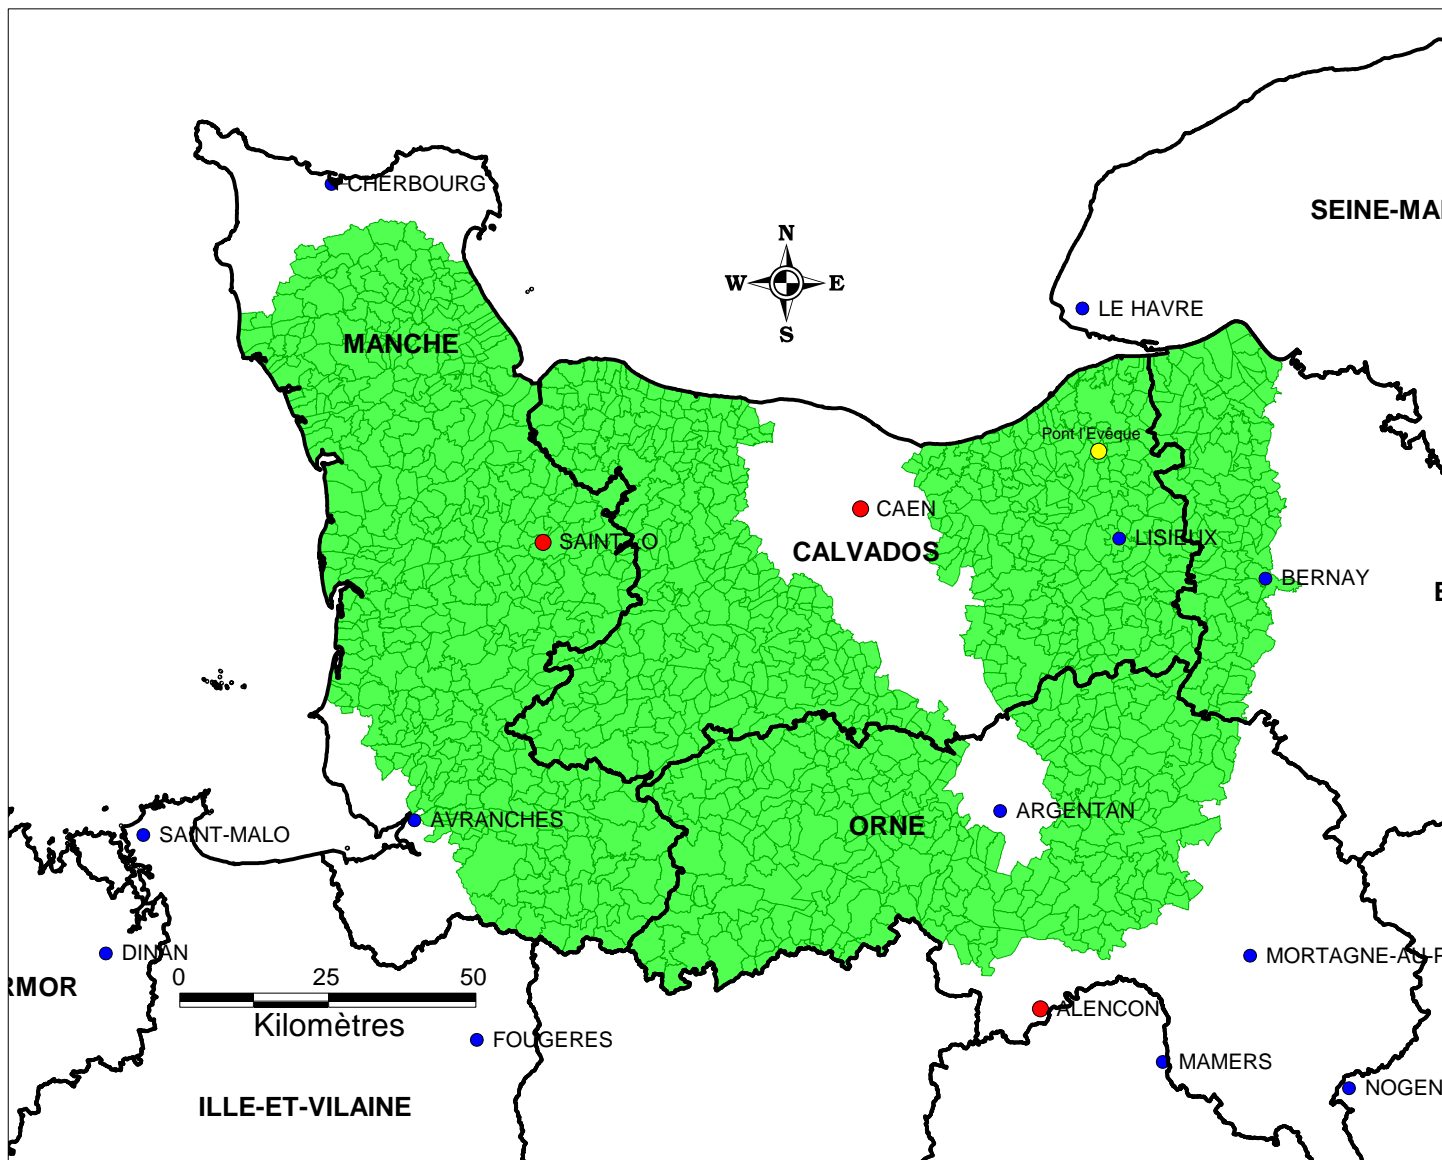 CHERBOURG
SEINE-MA
N
W E
S
LE HAVRE
MANCHE
Pont l'Evêque
CAEN
SAINT-LO
LISIEUX
CALVADOS
BERNAY
E
ARGENTAN
AVRANCHES
ORNE
SAINT-MALO
DINAN
MORTAGNE-AU-P
RMOR
0 25 50
Kilomètres
ALENCON
FOUGERES
MAMERS
NOGEN
ILLE-ET-VILAINE